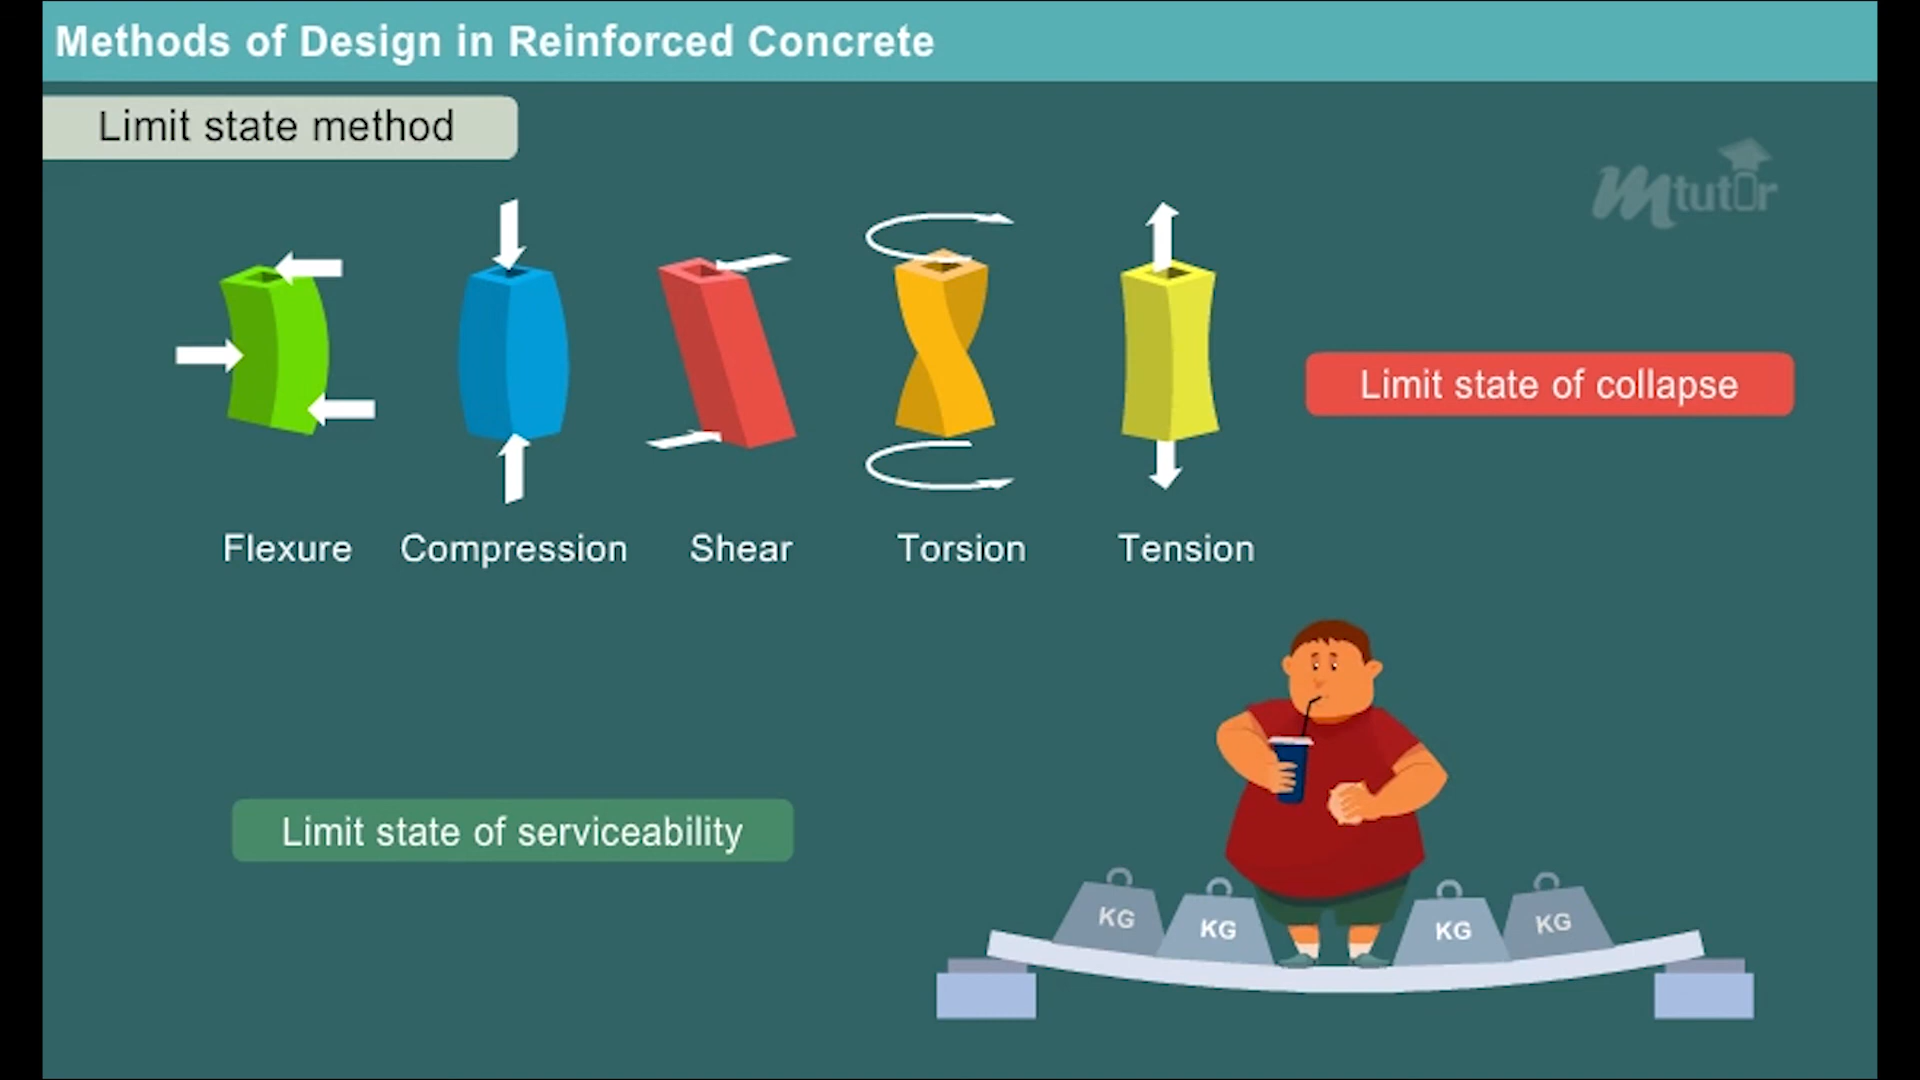 Methods of Design in Reinforced Concrete
Limit state method
mtutor
Limit state of collapse
Flexure Compression Shear Torsion Tension
Limit state of serviceability
KG KG KG KG